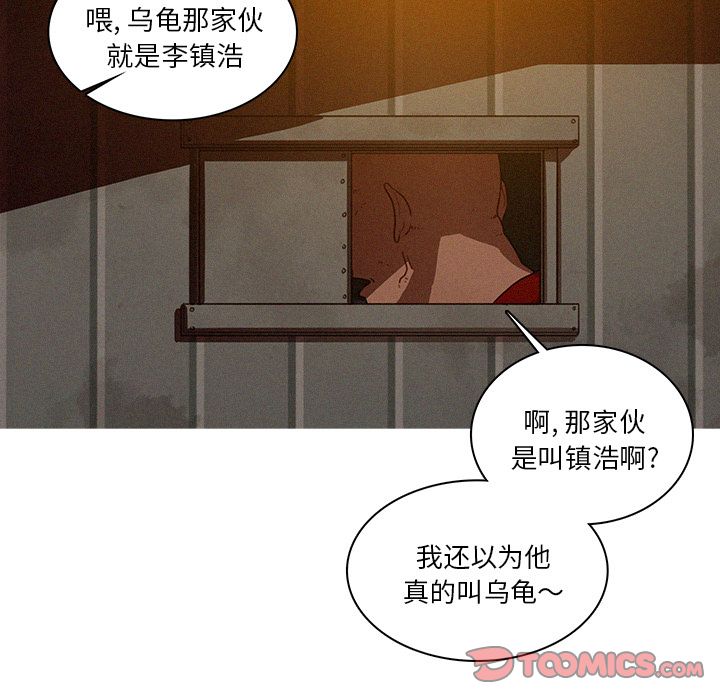 喂, 乌龟那家伙
就是李镇浩
啊, 那家伙
是叫镇浩啊?
我还以为他
真的叫乌龟～
TOOMICS.COM